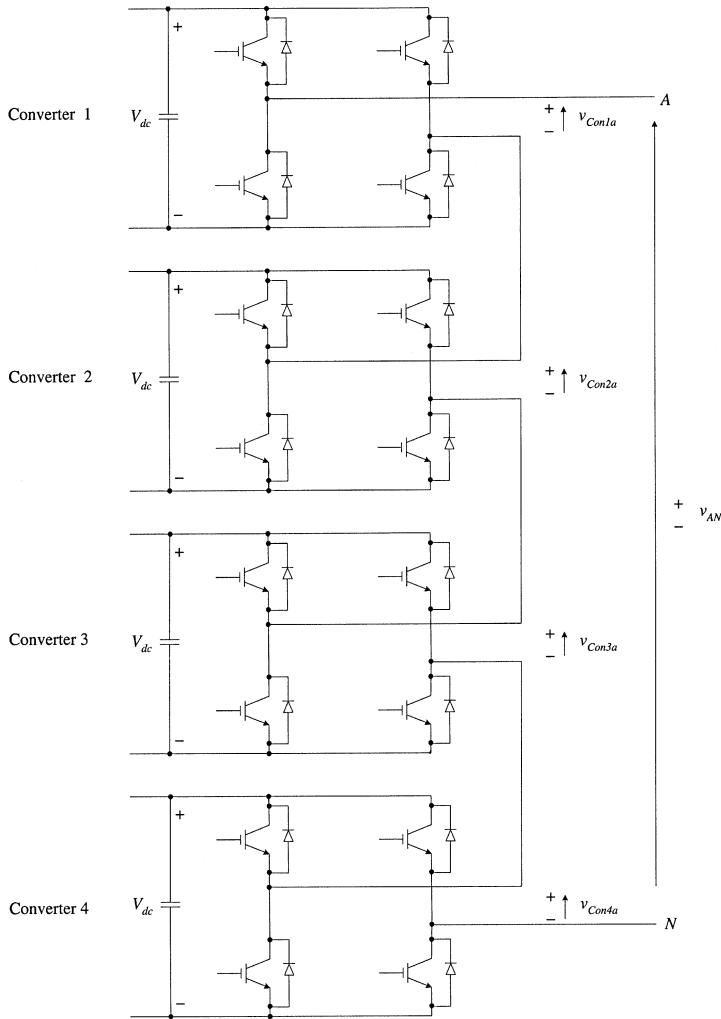 +
A
Converter 1
V_dc
+
−
v_Con1a
−
+
Converter 2
V_dc
+
−
v_Con2a
−
+
−
v_AN
+
Converter 3
V_dc
+
−
v_Con3a
−
+
Converter 4
V_dc
+
−
v_Con4a
N
−